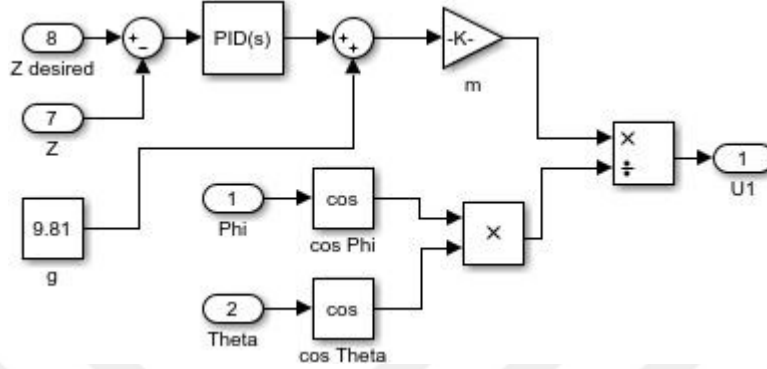 8
Z desired
+
−
PID(s)
+
+
-K-
m
7
Z
×
÷
1
U1
9.81
g
1
Phi
cos
cos Phi
×
2
Theta
cos
cos Theta